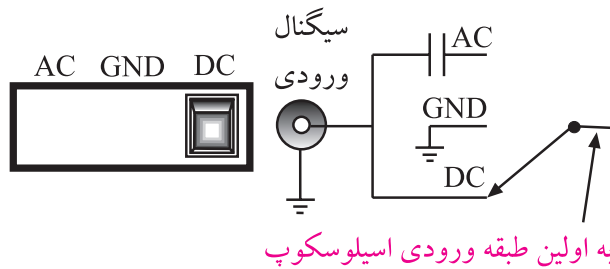 AC GND DC
سیگنال
ورودی
AC
GND
DC
به اولین طبقه ورودی اسیلوسکوپ